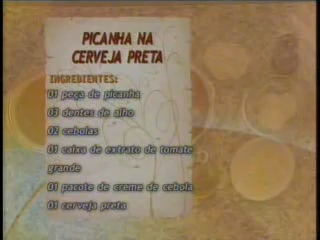 PICANHA NA
CERVEJA PRETA
INGREDIENTES:
01 peça de picanha
03 dentes de alho
02 cebolas
01 caixa de extrato de tomate
grande
01 pacote de creme de cebola
01 cerveja preta